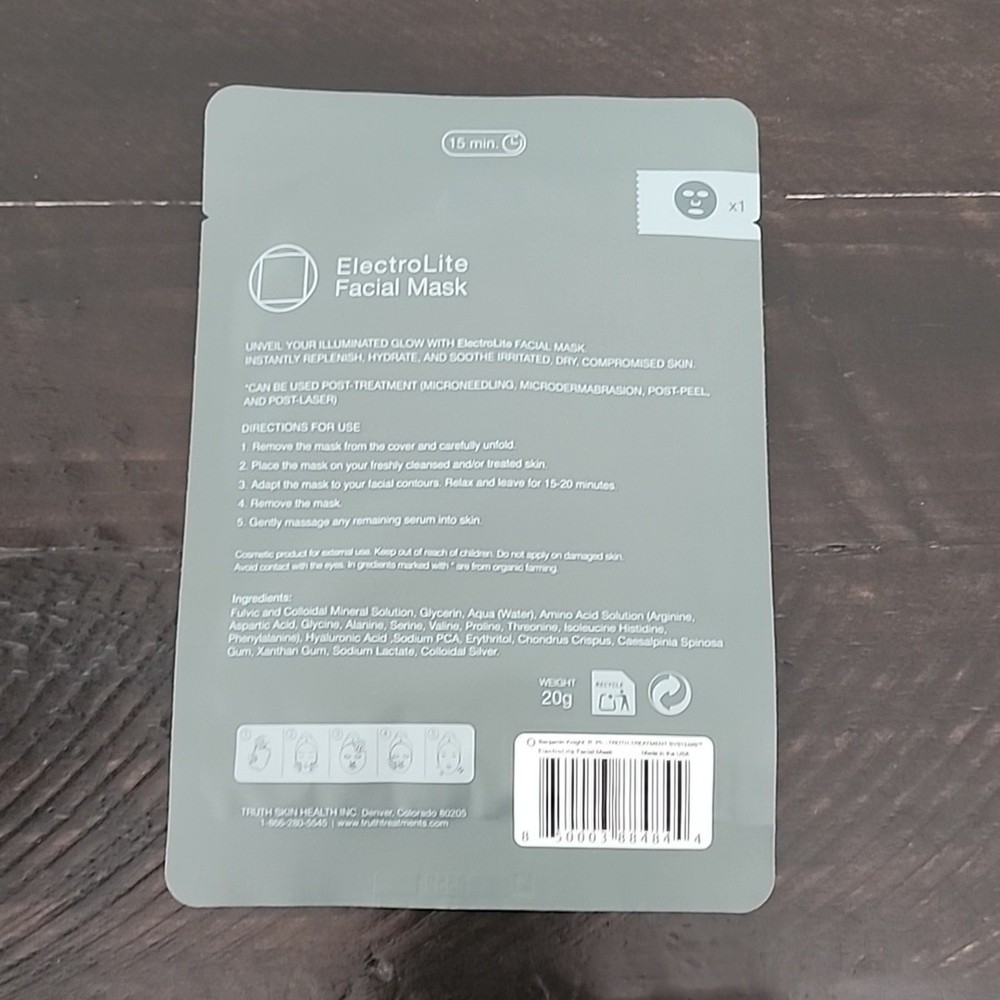 15 min.
x1
ElectroLite
Facial Mask
UNVEIL YOUR ILLUMINATED GLOW WITH ElectroLite FACIAL MASK.
INSTANTLY REPLENISH, HYDRATE, AND SOOTHE IRRITATED, DRY, COMPROMISED SKIN.
*CAN BE USED POST-TREATMENT (MICRONEEDLING, MICRODERMABRASION, POST-PEEL,
AND POST-LASER)
DIRECTIONS FOR USE
1. Remove the mask from the cover and carefully unfold.
2. Place the mask on your freshly cleansed and/or treated skin.
3. Adapt the mask to your facial contours. Relax and leave for 15-20 minutes.
4. Remove the mask.
5. Gently massage any remaining serum into skin.
Cosmetic product for external use. Keep out of reach of children. Do not apply on damaged skin.
Avoid contact with the eyes. In gredients marked with * are from organic farming.
Ingredients:
Fulvic and Colloidal Mineral Solution, Glycerin, Aqua (Water), Amino Acid Solution (Arginine,
Aspartic Acid, Glycine, Alanine, Serine, Valine, Proline, Threonine, Isoleucine Histidine,
Phenylalanine), Hyaluronic Acid ,Sodium PCA, Erythritol, Chondrus Crispus, Caesalpinia Spinosa
Gum, Xanthan Gum, Sodium Lactate, Colloidal Silver.
WEIGHT
20g
RECYCLE
1 2 3 4 5
TRUTH TREATMENT SYSTEMS™
ElectroLite Facial Mask Made in the USA
8 50003 88484 4
TRUTH SKIN HEALTH INC. Denver, Colorado 80205
1-866-280-5545 | www.truthtreatments.com